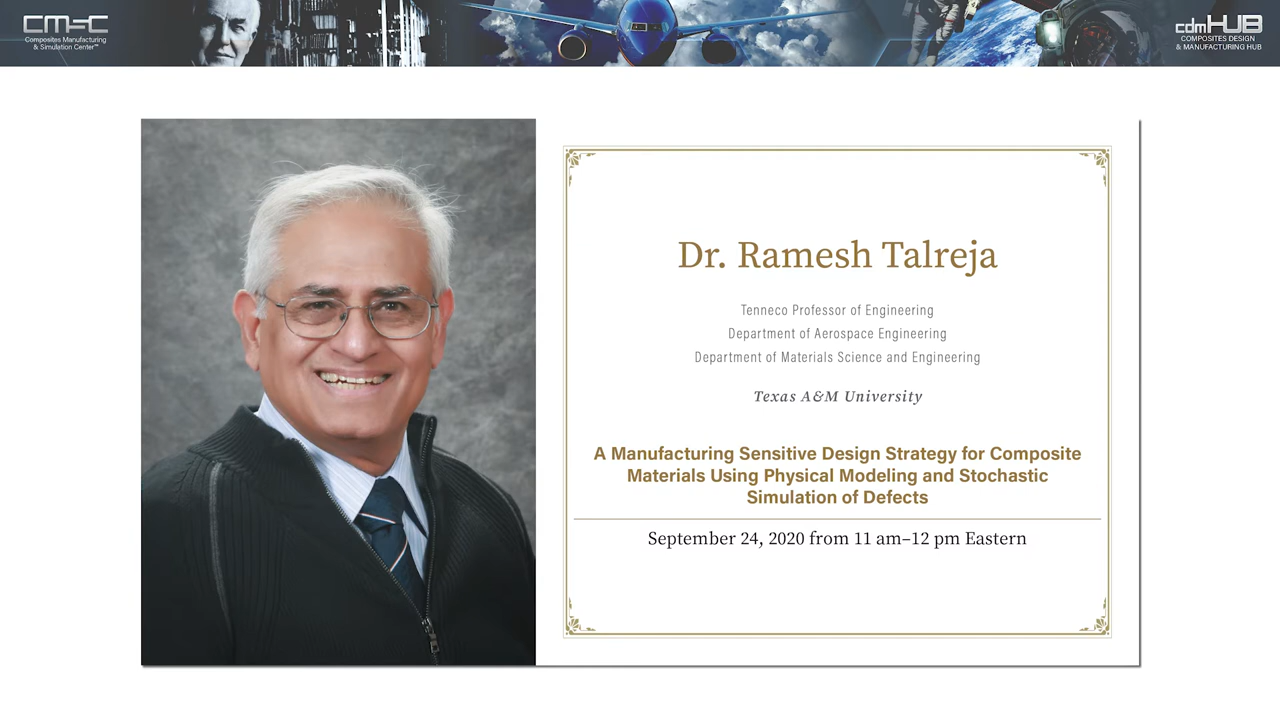 CMSC
Composites Manufacturing
& Simulation Center™
cdmHUB
COMPOSITES DESIGN
& MANUFACTURING HUB
Dr. Ramesh Talreja
Tenneco Professor of Engineering
Department of Aerospace Engineering
Department of Materials Science and Engineering
Texas A&M University
A Manufacturing Sensitive Design Strategy for Composite
Materials Using Physical Modeling and Stochastic
Simulation of Defects
September 24, 2020 from 11 am–12 pm Eastern